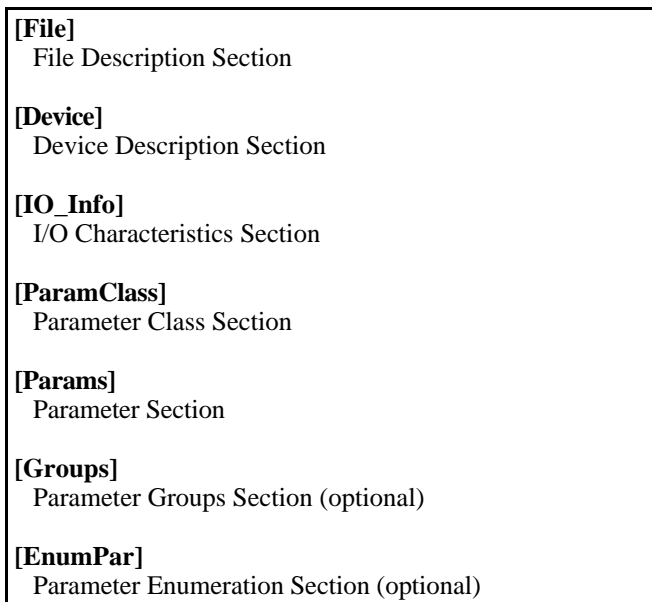 [File]
File Description Section
[Device]
Device Description Section
[IO_Info]
I/O Characteristics Section
[ParamClass]
Parameter Class Section
[Params]
Parameter Section
[Groups]
Parameter Groups Section (optional)
[EnumPar]
Parameter Enumeration Section (optional)